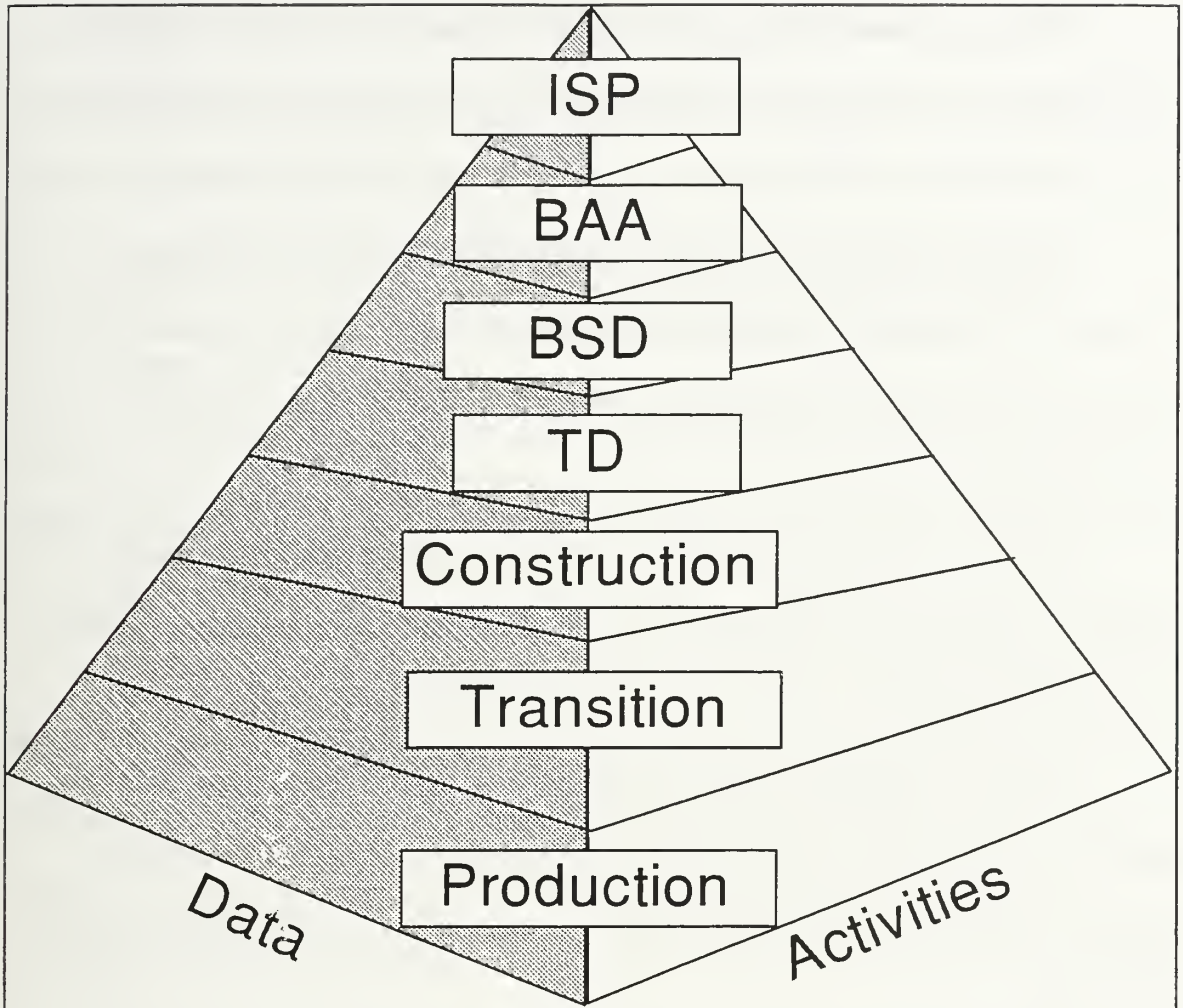 ISP
BAA
BSD
TD
Construction
Transition
Production
Data
Activities